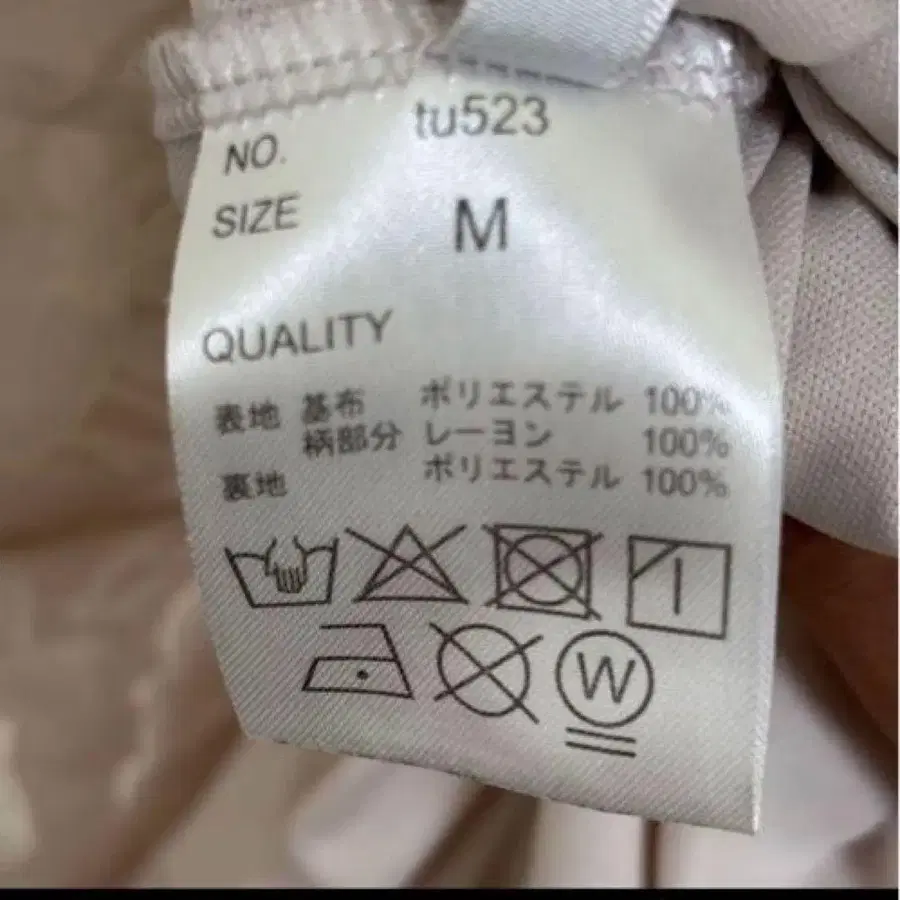 NO. tu523
SIZE M
QUALITY
表地 基布 ポリエステル 100%
柄部分 レーヨン 100%
裏地 ポリエステル 100%
W